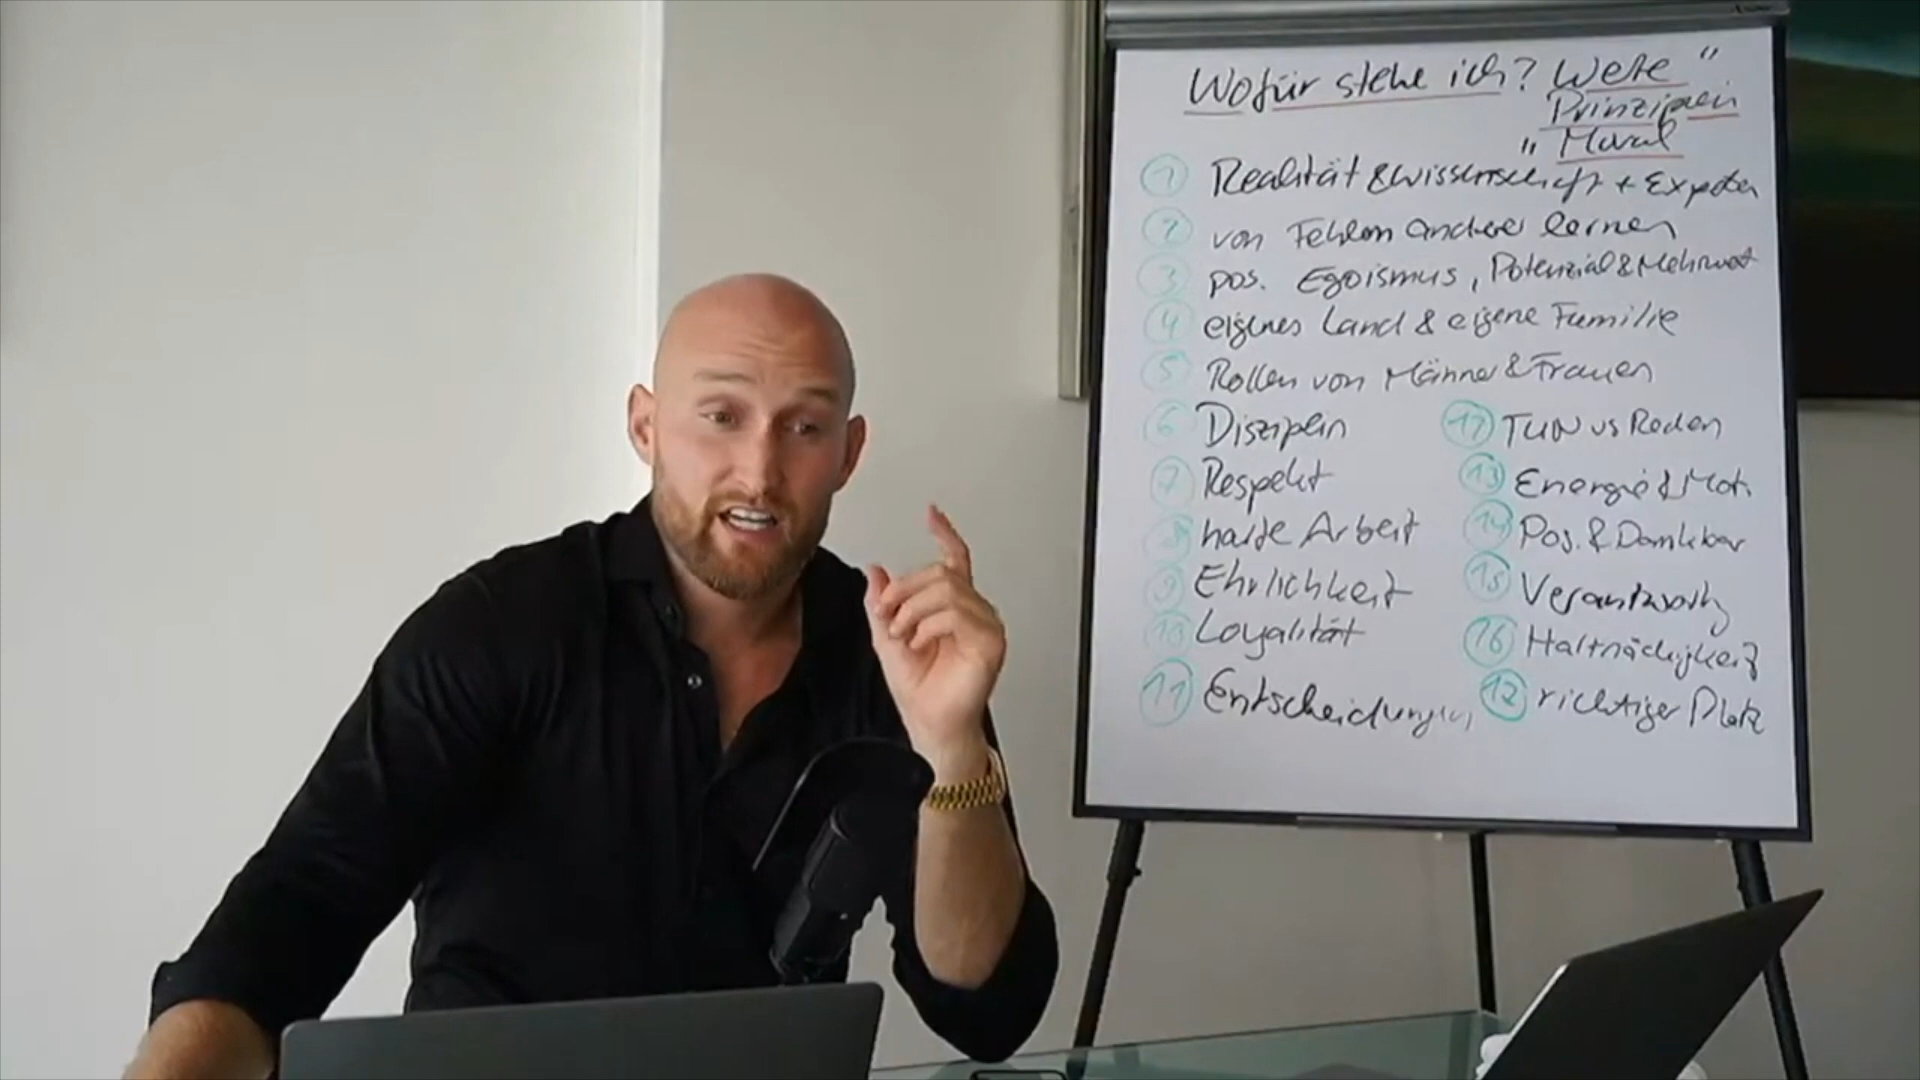 Wofür stehe ich? Werte "
Prinzipien
" Moral
① Realität & Wissenschaft + Experten
② von Fehlern anderer lernen
③ pos. Egoismus, Potenzial & Mehrwert
④ eigenes Land & eigene Familie
⑤ Rollen von Männer & Frauen
⑥ Disziplin
⑦ Respekt
⑧ harte Arbeit
⑨ Ehrlichkeit
⑩ Loyalität
⑪ Entscheidungen
⑫ TUN vs Reden
⑬ Energie & Mot.
⑭ Pos. & Dankbar
⑮ Verantwortg
⑯ Hartnäckigkeit
⑫ richtiger Platz